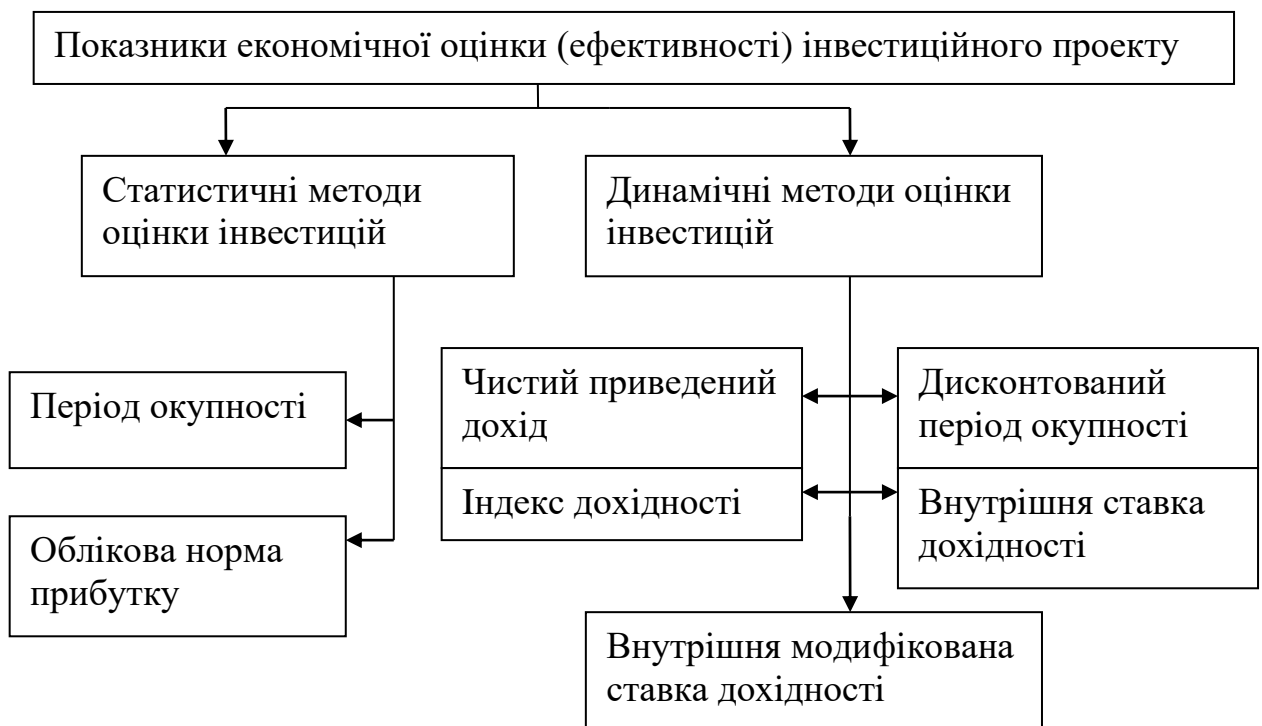 Показники економічної оцінки (ефективності) інвестиційного проекту
Статистичні методи
оцінки інвестицій
Динамічні методи оцінки
інвестицій
Період окупності
Облікова норма
прибутку
Чистий приведений
дохід
Індекс дохідності
Дисконтований
період окупності
Внутрішня ставка
дохідності
Внутрішня модифікована
ставка дохідності